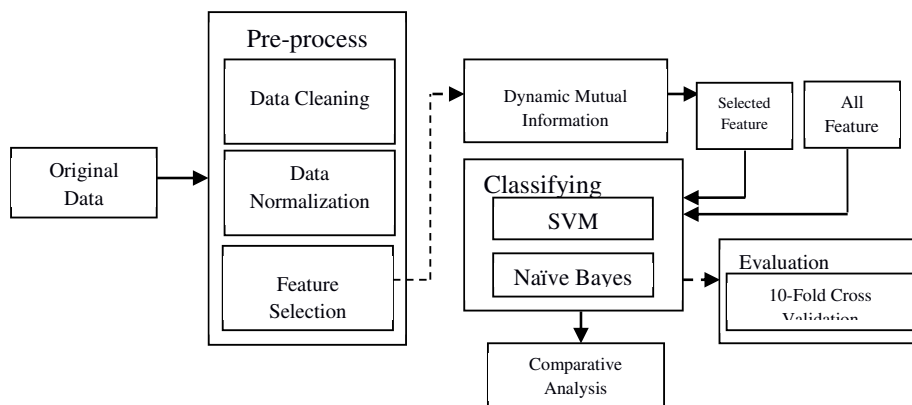 Pre-process
Data Cleaning
Data
Normalization
Feature
Selection
Original
Data
Dynamic Mutual
Information
Selected
Feature
All
Feature
Classifying
SVM
Naïve Bayes
Evaluation
10-Fold Cross
Validation
Comparative
Analysis